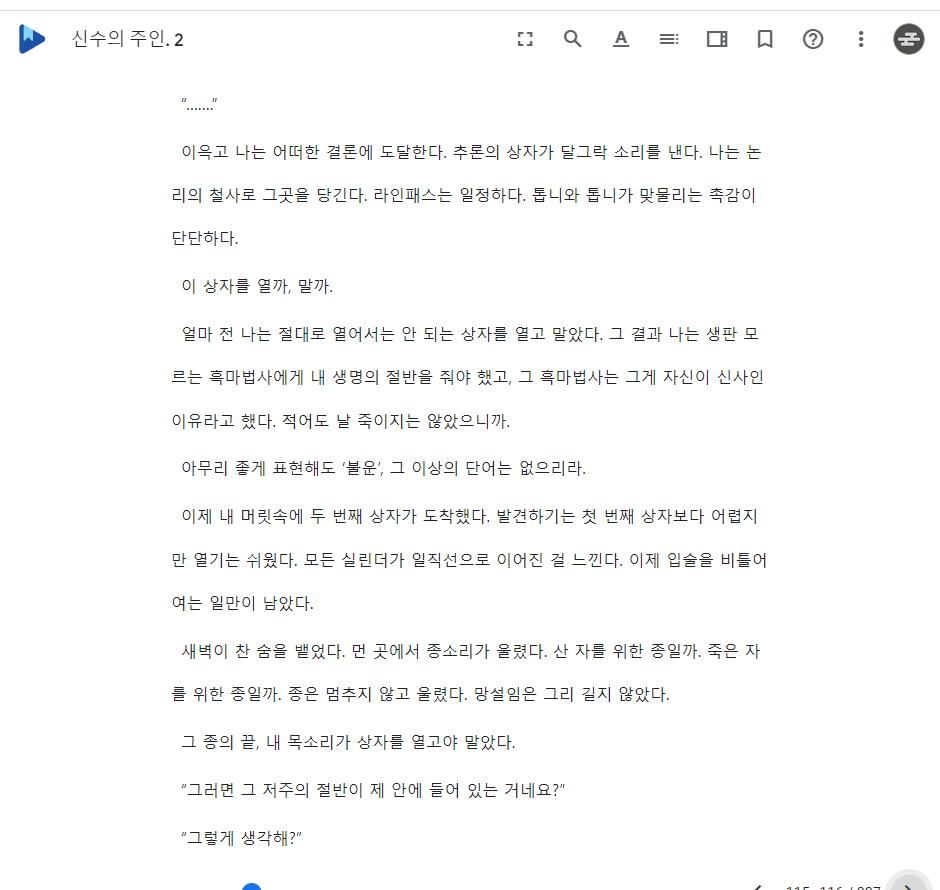 신수의 주인. 2
“.......”
이윽고 나는 어떠한 결론에 도달한다. 추론의 상자가 달그락 소리를 낸다. 나는 논
리의 철사로 그곳을 당긴다. 라인패스는 일정하다. 톱니와 톱니가 맞물리는 촉감이
단단하다.
이 상자를 열까, 말까.
얼마 전 나는 절대로 열어서는 안 되는 상자를 열고 말았다. 그 결과 나는 생판 모
르는 흑마법사에게 내 생명의 절반을 줘야 했고, 그 흑마법사는 그게 자신이 신사인
이유라고 했다. 적어도 날 죽이지는 않았으니까.
아무리 좋게 표현해도 ‘불운’, 그 이상의 단어는 없으리라.
이제 내 머릿속에 두 번째 상자가 도착했다. 발견하기는 첫 번째 상자보다 어렵지
만 열기는 쉬웠다. 모든 실린더가 일직선으로 이어진 걸 느낀다. 이제 입술을 비틀어
여는 일만이 남았다.
새벽이 찬 숨을 뱉었다. 먼 곳에서 종소리가 울렸다. 산 자를 위한 종일까. 죽은 자
를 위한 종일까. 종은 멈추지 않고 울렸다. 망설임은 그리 길지 않았다.
그 종의 끝, 내 목소리가 상자를 열고야 말았다.
“그러면 그 저주의 절반이 제 안에 들어 있는 거네요?”
“그렇게 생각해?”